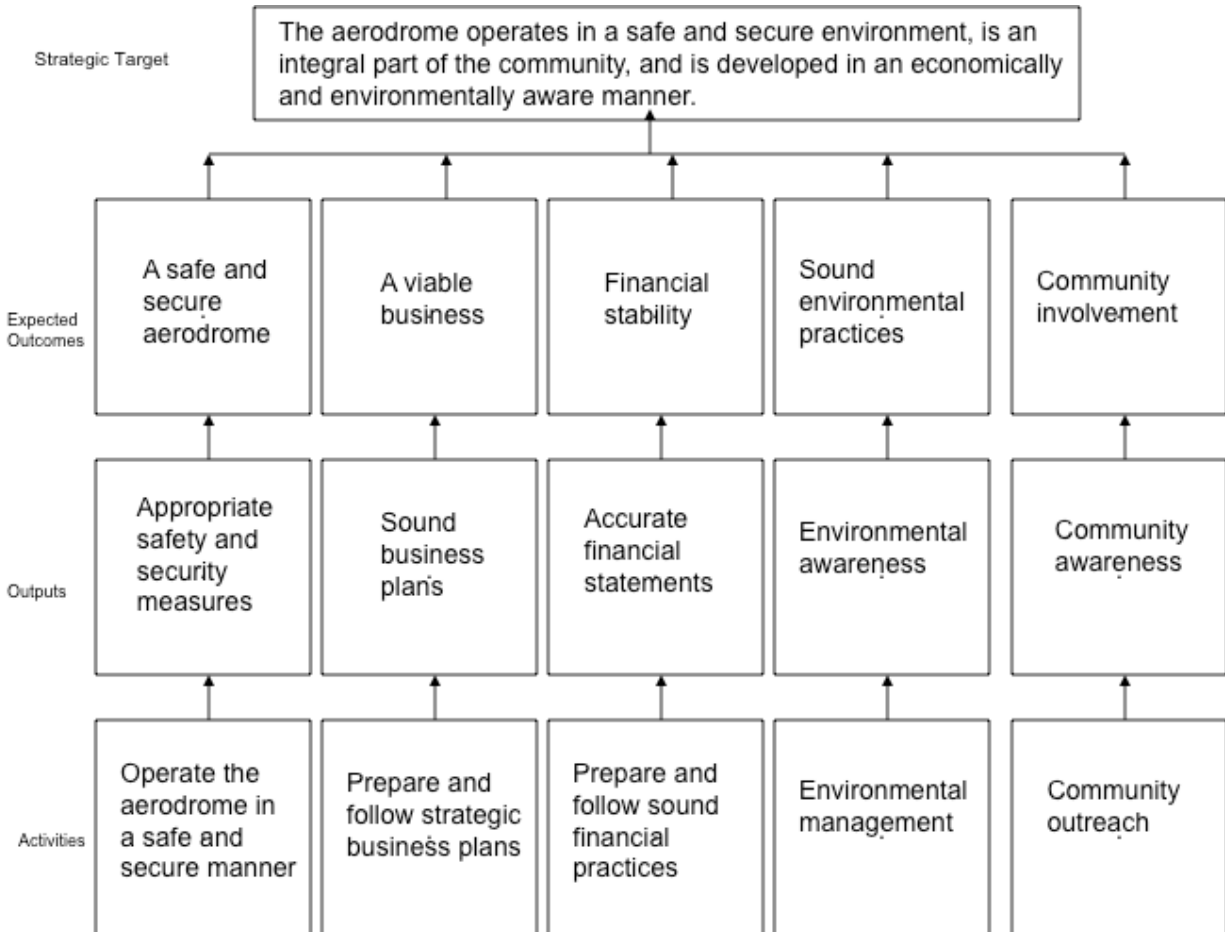 Strategic Target
The aerodrome operates in a safe and secure environment, is an
integral part of the community, and is developed in an economically
and environmentally aware manner.
Expected
Outcomes
A safe and
secure
aerodrome
A viable
business
Financial
stability
Sound
environmental
practices
Community
involvement
Outputs
Appropriate
safety and
security
measures
Sound
business
plans
Accurate
financial
statements
Environmental
awareness
Community
awareness
Activities
Operate the
aerodrome in
a safe and
secure manner
Prepare and
follow strategic
business plans
Prepare and
follow sound
financial
practices
Environmental
management
Community
outreach